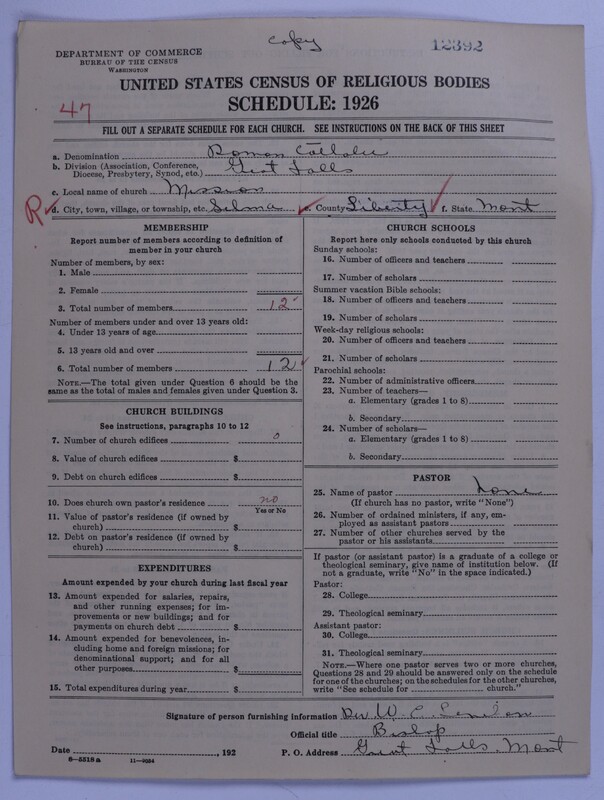 copy
12392
DEPARTMENT OF COMMERCE
BUREAU OF THE CENSUS
WASHINGTON
UNITED STATES CENSUS OF RELIGIOUS BODIES
SCHEDULE: 1926
47
FILL OUT A SEPARATE SCHEDULE FOR EACH CHURCH. SEE INSTRUCTIONS ON THE BACK OF THIS SHEET
a. Denomination Roman Catholic
b. Division (Association, Conference, Diocese, Presbytery, Synod, etc.) Great Falls
c. Local name of church Mission
R d. City, town, village, or township, etc. Selma e. County Liberty f. State Mont
MEMBERSHIP
Report number of members according to definition of
member in your church
Number of members, by sex:
1. Male
2. Female
3. Total number of members 12
Number of members under and over 13 years old:
4. Under 13 years of age
5. 13 years old and over
6. Total number of members 12
NOTE.—The total given under Question 6 should be the
same as the total of males and females given under Question 3.
CHURCH BUILDINGS
See instructions, paragraphs 10 to 12
7. Number of church edifices 0
8. Value of church edifices $
9. Debt on church edifices $
10. Does church own pastor's residence no
Yes or No
11. Value of pastor's residence (if owned by
church) $
12. Debt on pastor's residence (if owned by
church) $
EXPENDITURES
Amount expended by your church during last fiscal year
13. Amount expended for salaries, repairs,
and other running expenses; for im-
provements or new buildings; and for
payments on church debt $
14. Amount expended for benevolences, in-
cluding home and foreign missions; for
denominational support; and for all
other purposes $
15. Total expenditures during year $
CHURCH SCHOOLS
Report here only schools conducted by this church
Sunday schools:
16. Number of officers and teachers
17. Number of scholars
Summer vacation Bible schools:
18. Number of officers and teachers
19. Number of scholars
Week-day religious schools:
20. Number of officers and teachers
21. Number of scholars
Parochial schools:
22. Number of administrative officers
23. Number of teachers—
a. Elementary (grades 1 to 8)
b. Secondary
24. Number of scholars—
a. Elementary (grades 1 to 8)
b. Secondary
PASTOR
25. Name of pastor none
(If church has no pastor, write "None")
26. Number of ordained ministers, if any, em-
ployed as assistant pastors
27. Number of other churches served by the
pastor or his assistants
If pastor (or assistant pastor) is a graduate of a college or
theological seminary, give name of institution below. (If
not a graduate, write "No" in the space indicated.)
Pastor:
28. College
29. Theological seminary
Assistant pastor:
30. College
31. Theological seminary
NOTE.—Where one pastor serves two or more churches,
Questions 28 and 29 should be answered only on the schedule
for one of the churches; on the schedules for the other churches,
write "See schedule for church."
Signature of person furnishing information
Official title Bishop
Date , 192 P. O. Address Great Falls, Mont
8—5518a 11—9024